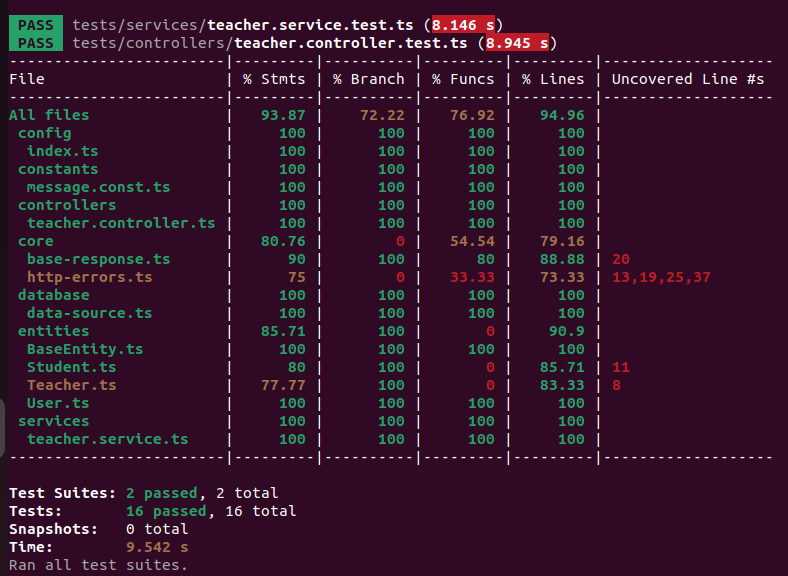 PASS tests/services/teacher.service.test.ts (8.146 s)
PASS tests/controllers/teacher.controller.test.ts (8.945 s)
------------------------|---------|----------|---------|---------|-------------------
File                    | % Stmts | % Branch | % Funcs | % Lines | Uncovered Line #s
------------------------|---------|----------|---------|---------|-------------------
All files               |   93.87 |    72.22 |   76.92 |   94.96 |
 config                 |     100 |      100 |     100 |     100 |
  index.ts              |     100 |      100 |     100 |     100 |
 constants              |     100 |      100 |     100 |     100 |
  message.const.ts      |     100 |      100 |     100 |     100 |
 controllers            |     100 |      100 |     100 |     100 |
  teacher.controller.ts |     100 |      100 |     100 |     100 |
 core                   |   80.76 |        0 |   54.54 |   79.16 |
  base-response.ts      |      90 |      100 |      80 |   88.88 | 20
  http-errors.ts        |      75 |        0 |   33.33 |   73.33 | 13,19,25,37
 database               |     100 |      100 |     100 |     100 |
  data-source.ts        |     100 |      100 |     100 |     100 |
 entities               |   85.71 |      100 |       0 |    90.9 |
  BaseEntity.ts         |     100 |      100 |     100 |     100 |
  Student.ts            |      80 |      100 |       0 |   85.71 | 11
  Teacher.ts            |   77.77 |      100 |       0 |   83.33 | 8
  User.ts               |     100 |      100 |     100 |     100 |
 services               |     100 |      100 |     100 |     100 |
  teacher.service.ts    |     100 |      100 |     100 |     100 |
------------------------|---------|----------|---------|---------|-------------------
Test Suites: 2 passed, 2 total
Tests:       16 passed, 16 total
Snapshots:   0 total
Time:        9.542 s
Ran all test suites.